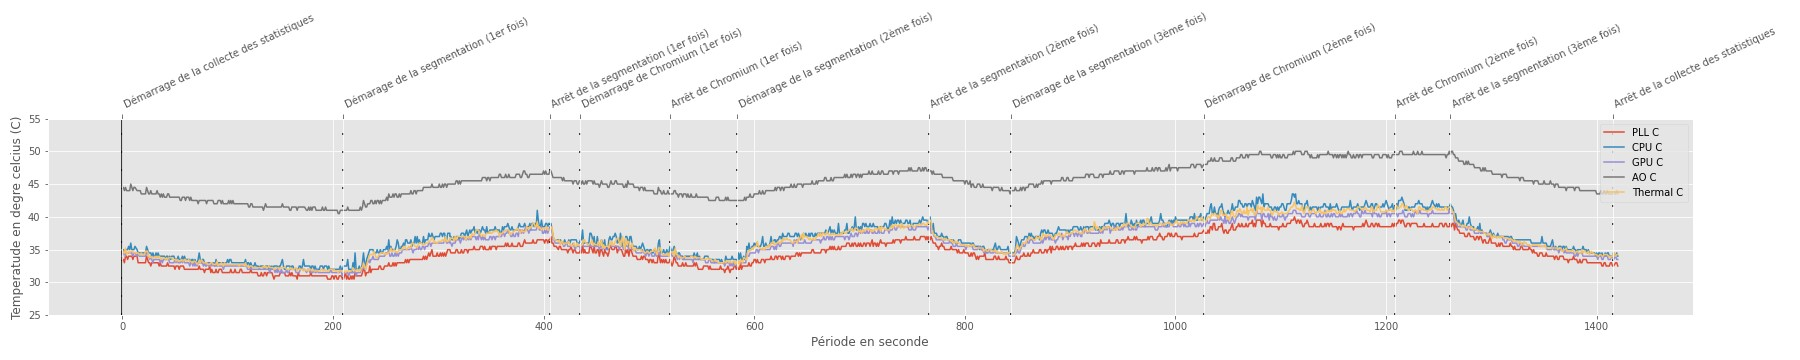 Démarrage de la collecte des statistiques
Démarage de la segmentation (1er fois)
Arrêt de la segmentation (1er fois)
Démarrage de Chromium (1er fois)
Arrêt de Chromium (1er fois)
Démarage de la segmentation (2ème fois)
Arrêt de la segmentation (2ème fois)
Démarage de la segmentation (3ème fois)
Démarrage de Chromium (2ème fois)
Arrêt de Chromium (2ème fois)
Arrêt de la segmentation (3ème fois)
Arrêt de la collecte des statistiques
Temperatude en degre celcius (C)
55
50
45
40
35
30
25
PLL C
CPU C
GPU C
AO C
Thermal C
0
200
400
600
800
1000
1200
1400
Période en seconde